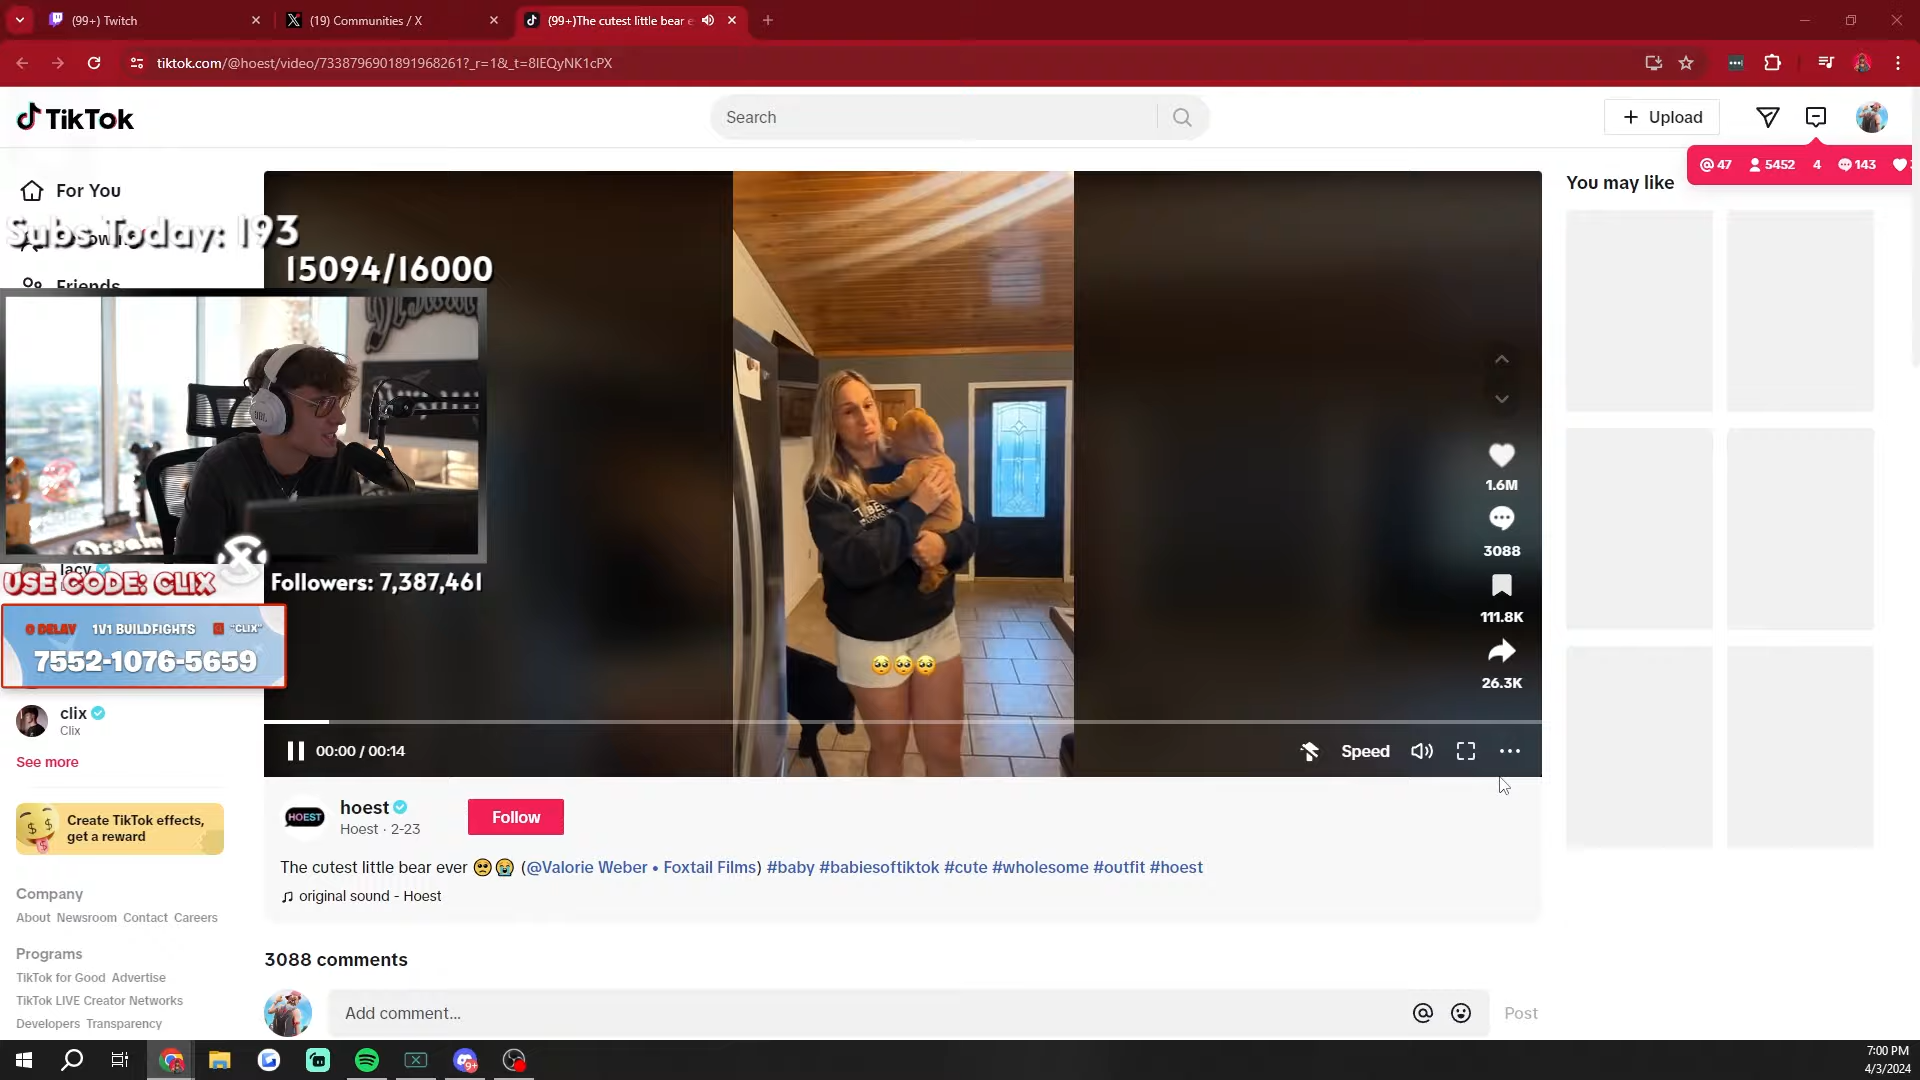 (99+) Twitch
(19) Communities / X
(99+)The cutest little bear e
tiktok.com/@hoest/video/7338796901891968261?_r=1&_t=8lEQyNK1cPX
TikTok
Search
Upload
@ 47
5452
4
143
For You
You may like
Subs Today: 193
15094/16000
Friends
1.6M
3088
111.8K
26.3K
lacy
USE CODE: CLIX
Followers: 7,387,461
0 DELAY 1V1 BUILDFIGHTS "CLIX"
7552-1076-5659
clix
Clix
See more
00:00 / 00:14
Speed
HOEST
hoest
Hoest · 2-23
Follow
Create TikTok effects,
get a reward
The cutest little bear ever 🥺😭 (@Valorie Weber • Foxtail Films) #baby #babiesoftiktok #cute #wholesome #outfit #hoest
original sound - Hoest
Company
About Newsroom Contact Careers
Programs
TikTok for Good Advertise
TikTok LIVE Creator Networks
Developers Transparency
3088 comments
Add comment...
Post
7:00 PM
4/3/2024